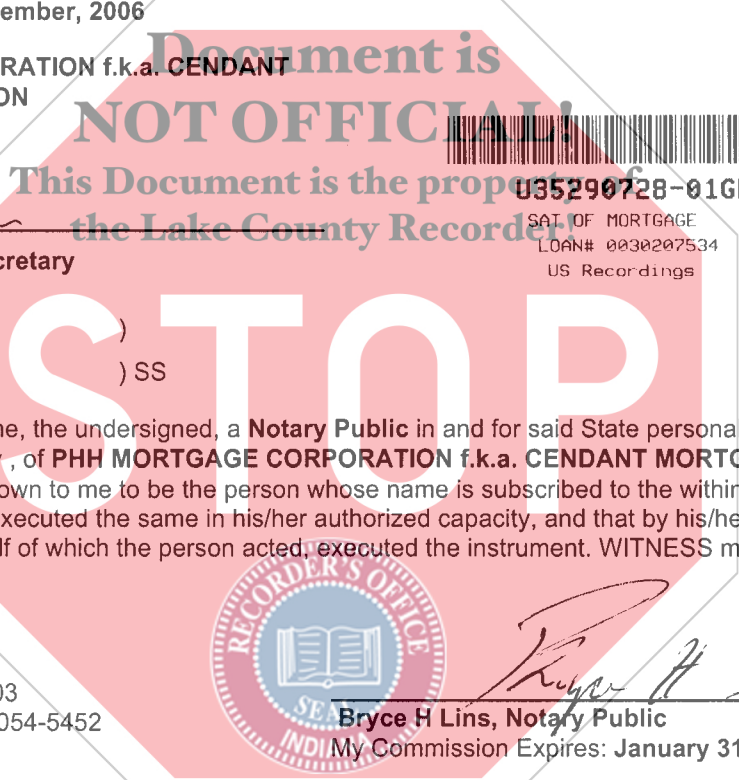 ember, 2006
RATION f.k.a. CENDANT
ON
Document is
NOT OFFICIAL!
This Document is the property of
the Lake County Recorder!
U35290728-01G
SAT OF MORTGAGE
LOAN# 0030207534
US Recordings
cretary
)
) SS
STOP
ne, the undersigned, a Notary Public in and for said State persona
, of PHH MORTGAGE CORPORATION f.k.a. CENDANT MORTG
own to me to be the person whose name is subscribed to the within
xecuted the same in his/her authorized capacity, and that by his/he
lf of which the person acted, executed the instrument. WITNESS m
RECORDER'S OFFICE
SEAL
INDIANA
03
054-5452
Bryce H
Bryce H Lins, Notary Public
My Commission Expires: January 31